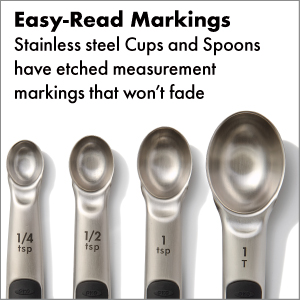 Easy-Read Markings
Stainless steel Cups and Spoons
have etched measurement
markings that won't fade
1/4
tsp
1/2
tsp
1
tsp
1
T